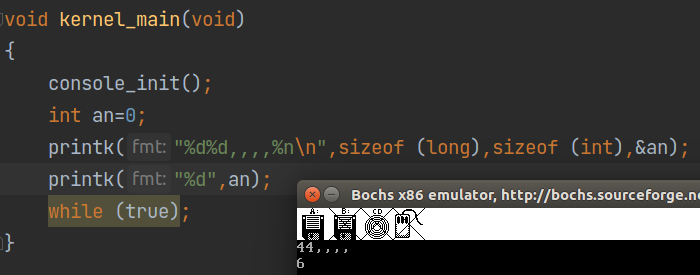 void kernel_main(void)
{
console_init();
int an=0;
printk( fmt: "%d%d,,,,%n\n",sizeof (long),sizeof (int),&an);
printk( fmt: "%d",an);
while (true);
}
Bochs x86 emulator, http://bochs.sourceforge.ne
A: B: CD
44,,,,
6